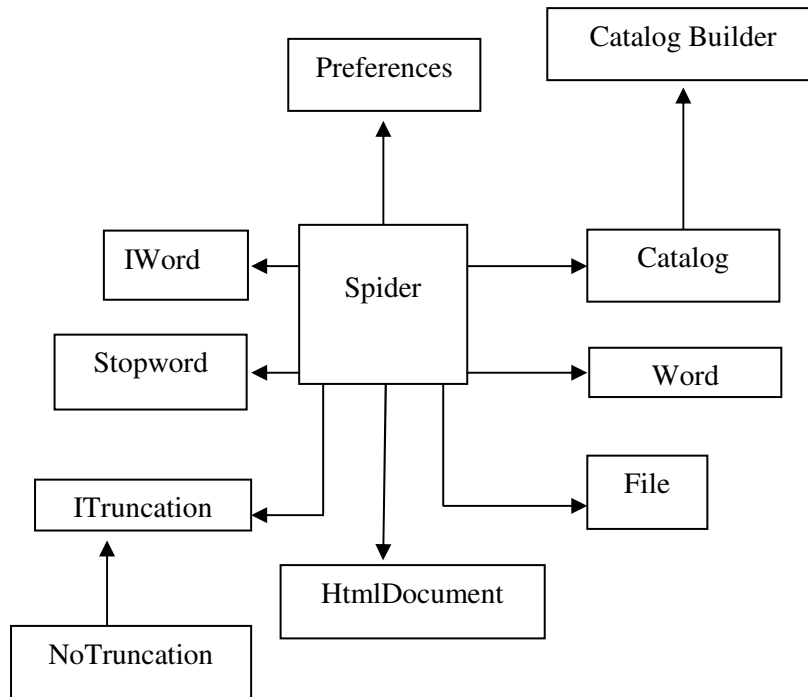 Catalog Builder
Preferences
IWord
Spider
Catalog
Stopword
Word
ITruncation
File
HtmlDocument
NoTruncation